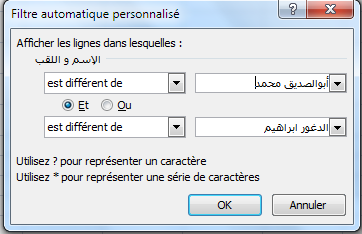 Filtre automatique personnalisé
Afficher les lignes dans lesquelles :
الإسم و اللقب
est différent de
أبوالصديق محمد
Et
Ou
est différent de
الدغور ابراهيم
Utilisez ? pour représenter un caractère
Utilisez * pour représenter une série de caractères
OK
Annuler